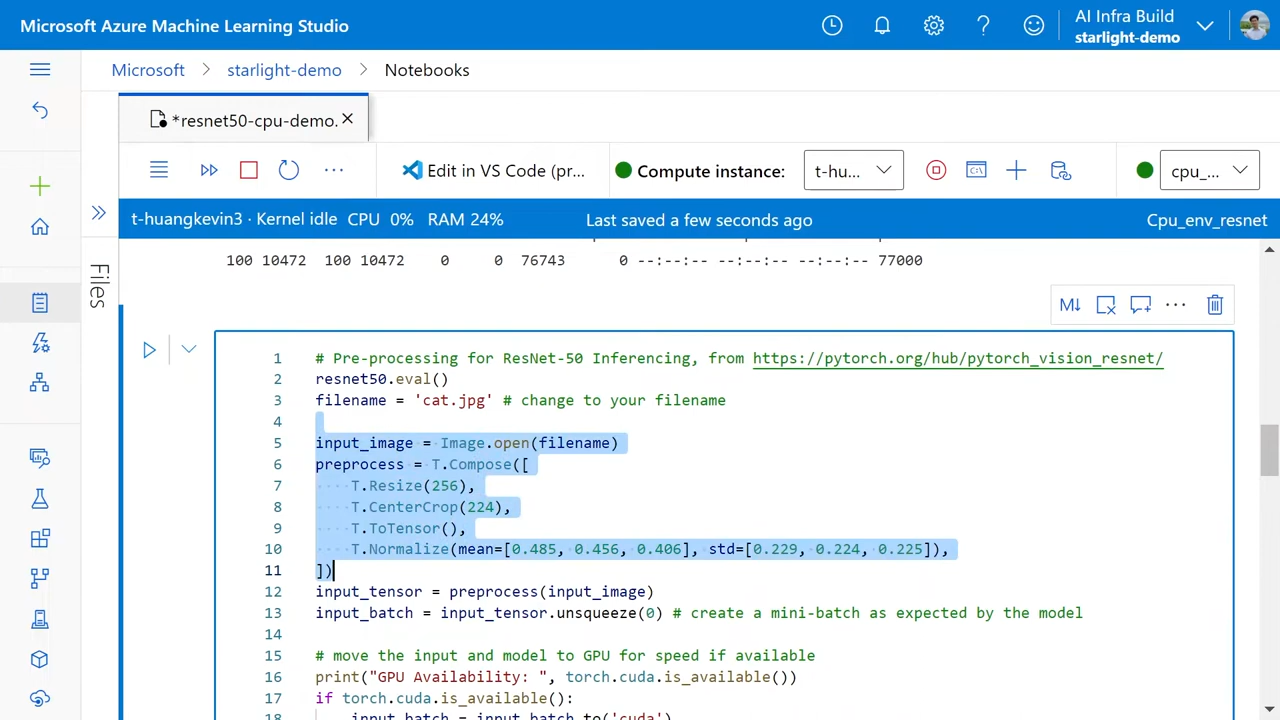 Microsoft Azure Machine Learning Studio
AI Infra Build
starlight-demo
Microsoft > starlight-demo > Notebooks
*resnet50-cpu-demo.
Edit in VS Code (pr...
Compute instance:
t-hu...
cpu_...
t-huangkevin3 · Kernel idle CPU 0% RAM 24%
Last saved a few seconds ago
Cpu_env_resnet
Files
100 10472 100 10472 0 0 76743 0 --:--:-- --:--:-- --:--:-- 77000
M↓
1 # Pre-processing for ResNet-50 Inferencing, from https://pytorch.org/hub/pytorch_vision_resnet/
2 resnet50.eval()
3 filename = 'cat.jpg' # change to your filename
4
5 input_image = Image.open(filename)
6 preprocess = T.Compose([
7 T.Resize(256),
8 T.CenterCrop(224),
9 T.ToTensor(),
10 T.Normalize(mean=[0.485, 0.456, 0.406], std=[0.229, 0.224, 0.225]),
11 ])
12 input_tensor = preprocess(input_image)
13 input_batch = input_tensor.unsqueeze(0) # create a mini-batch as expected by the model
14
15 # move the input and model to GPU for speed if available
16 print("GPU Availability: ", torch.cuda.is_available())
17 if torch.cuda.is_available():
18 input_batch = input_batch.to('cuda')